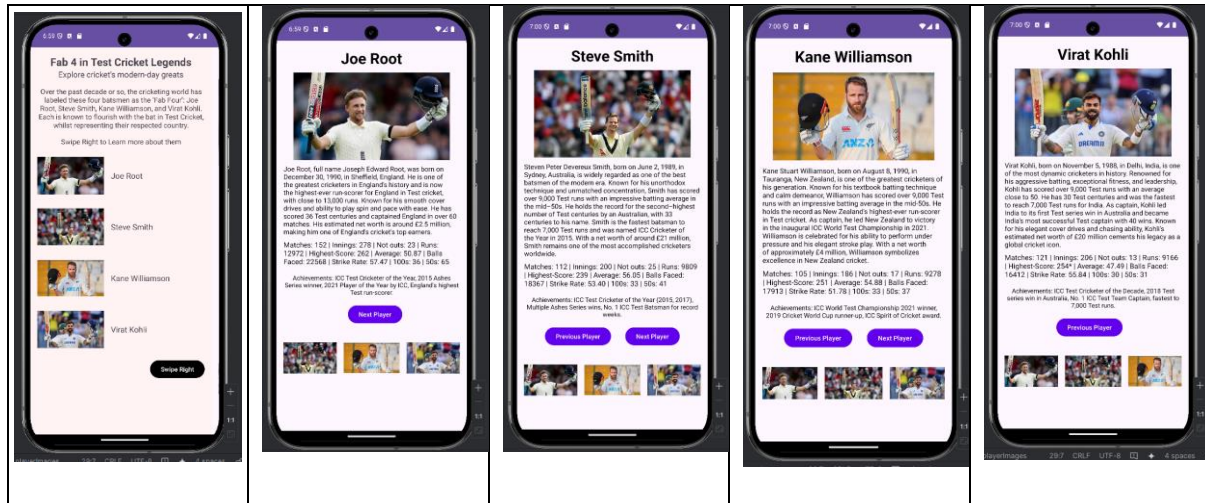 6:59
Fab 4 in Test Cricket Legends
Explore cricket's modern-day greats
Over the past decade or so, the cricketing world has
labeled these four batsmen as the 'Fab Four': Joe
Root, Steve Smith, Kane Williamson, and Virat Kohli.
Each is known to flourish with the bat in Test Cricket,
whilst representing their respected country.
Swipe Right to Learn more about them
Joe Root
Steve Smith
Kane Williamson
Virat Kohli
Swipe Right
playerImages 29:7 CRLF UTF-8 4 spaces
6:59
Joe Root
Joe Root, full name Joseph Edward Root, was born on
December 30, 1990, in Sheffield, England. He is one of
the greatest cricketers in England's history and is now
the highest-ever run-scorer for England in Test cricket,
with close to 13,000 runs. Known for his smooth cover
drives and ability to play spin and pace with ease. He has
scored 36 Test centuries and captained England in over 60
matches. His estimated net worth is around £2.5 million,
making him one of England's cricket's top earners.
Matches: 152 | Innings: 278 | Not outs: 23 | Runs:
12972 | Highest-Score: 262 | Average: 50.87 | Balls
Faced: 22568 | Strike Rate: 57.47 | 100s: 36 | 50s: 65
Achievements: ICC Test Cricketer of the Year, 2015 Ashes
Series winner, 2021 Player of the Year by ICC, England's highest
Test run-scorer.
Next Player
1:1
7:00
Steve Smith
Steven Peter Devereux Smith, born on June 2, 1989, in
Sydney, Australia, is widely regarded as one of the best
batsmen of the modern era. Known for his unorthodox
technique and unmatched concentration, Smith has scored
over 9,000 Test runs with an impressive batting average in
the mid-50s. He holds the record for the second-highest
number of Test centuries by an Australian, with 33
centuries to his name. Smith is the fastest batsman to
reach 7,000 Test runs and was named ICC Cricketer of
the Year in 2015. With a net worth of around £21 million,
Smith remains one of the most accomplished cricketers
worldwide.
Matches: 112 | Innings: 200 | Not outs: 25 | Runs: 9809
| Highest-Score: 239 | Average: 56.05 | Balls Faced:
18367 | Strike Rate: 53.40 | 100s: 33 | 50s: 41
Achievements: ICC Test Cricketer of the Year (2015, 2017),
Multiple Ashes Series wins, No. 1 ICC Test Batsman for record
weeks.
Previous Player
Next Player
1:1
7:00
Kane Williamson
ANZ
Kane Stuart Williamson, born on August 8, 1990, in
Tauranga, New Zealand, is one of the greatest cricketers of
his generation. Known for his textbook batting technique
and calm demeanor, Williamson has scored over 9,000 Test
runs with an impressive batting average in the mid-50s. He
holds the record as New Zealand's highest-ever run-scorer
in Test cricket. As captain, he led New Zealand to victory
in the inaugural ICC World Test Championship in 2021.
Williamson is celebrated for his ability to perform under
pressure and his elegant stroke play. With a net worth
of approximately £4 million, Williamson symbolizes
excellence in New Zealand cricket.
Matches: 105 | Innings: 186 | Not outs: 17 | Runs: 9278
| Highest-Score: 251 | Average: 54.88 | Balls Faced:
17913 | Strike Rate: 51.78 | 100s: 33 | 50s: 37
Achievements: ICC World Test Championship 2021 winner,
2019 Cricket World Cup runner-up, ICC Spirit of Cricket award.
Previous Player
Next Player
1:1
7:00
Virat Kohli
Virat Kohli, born on November 5, 1988, in Delhi, India, is one
of the most dynamic cricketers in history. Renowned for
his aggressive batting, exceptional fitness, and leadership,
Kohli has scored over 9,000 Test runs with an average
close to 50. He has 30 Test centuries and was the fastest
to reach 7,000 Test runs for India. As captain, Kohli led
India to its first Test series win in Australia and became
India's most successful Test captain with 40 wins. Known
for his elegant cover drives and chasing ability, Kohli's
estimated net worth of £20 million cements his legacy as a
global cricket icon.
Matches: 121 | Innings: 206 | Not outs: 13 | Runs: 9166
| Highest-Score: 254* | Average: 47.49 | Balls Faced:
16412 | Strike Rate: 55.84 | 100s: 30 | 50s: 31
Achievements: ICC Test Cricketer of the Decade, 2018 Test
series win in Australia, No. 1 ICC Test Team Captain, fastest to
7,000 Test runs.
Previous Player
1:1
playerImages 29:7 CRLF UTF-8 4 spaces